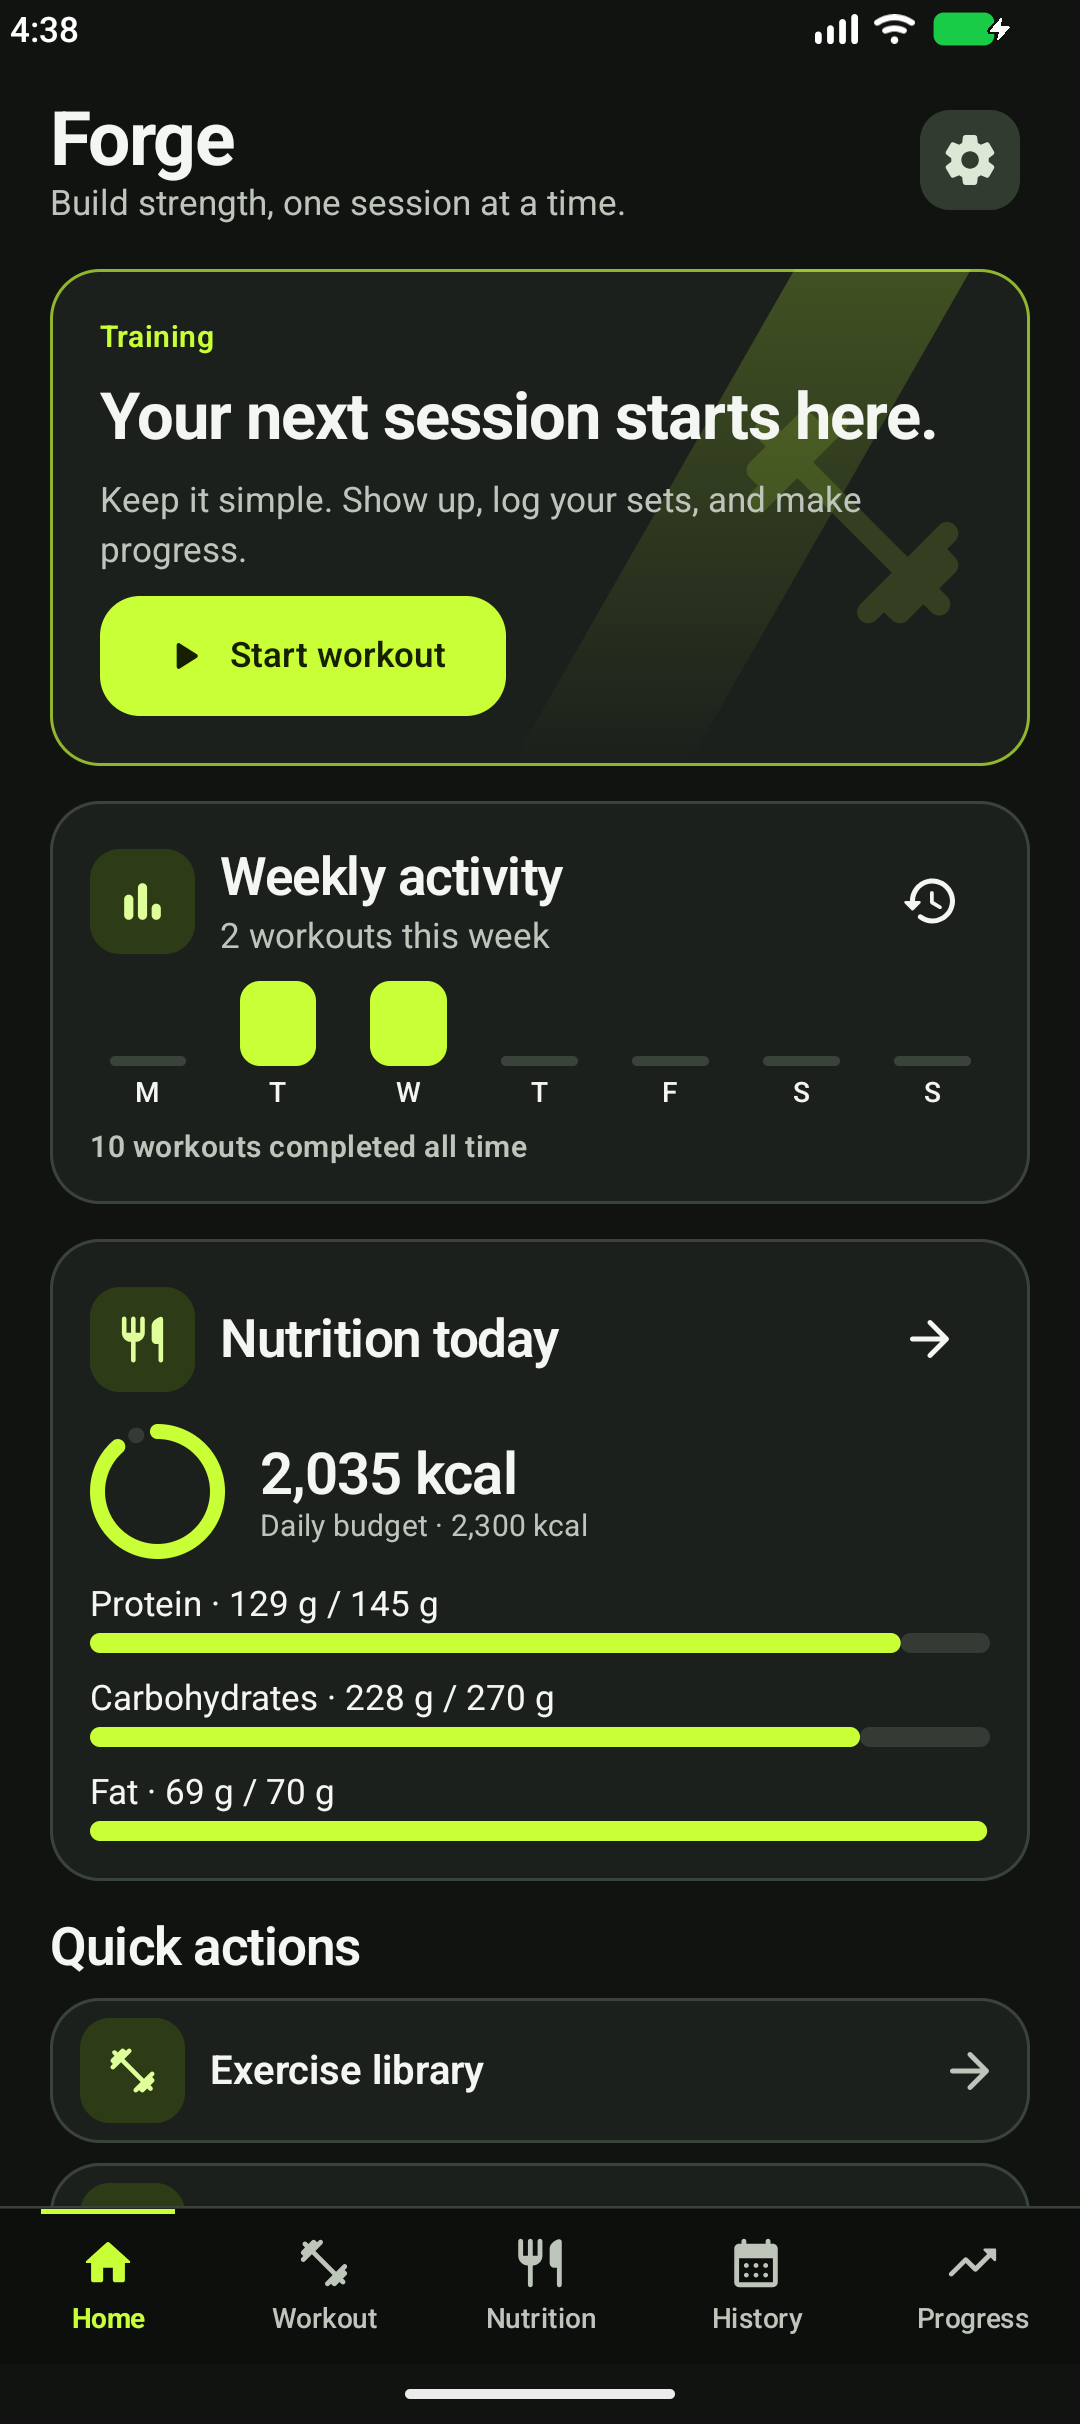 4:38
Forge
Build strength, one session at a time.
Training
Your next session starts here.
Keep it simple. Show up, log your sets, and make
progress.
Start workout
Weekly activity
2 workouts this week
M T W T F S S
10 workouts completed all time
Nutrition today
2,035 kcal
Daily budget · 2,300 kcal
Protein · 129 g / 145 g
Carbohydrates · 228 g / 270 g
Fat · 69 g / 70 g
Quick actions
Exercise library
Home Workout Nutrition History Progress